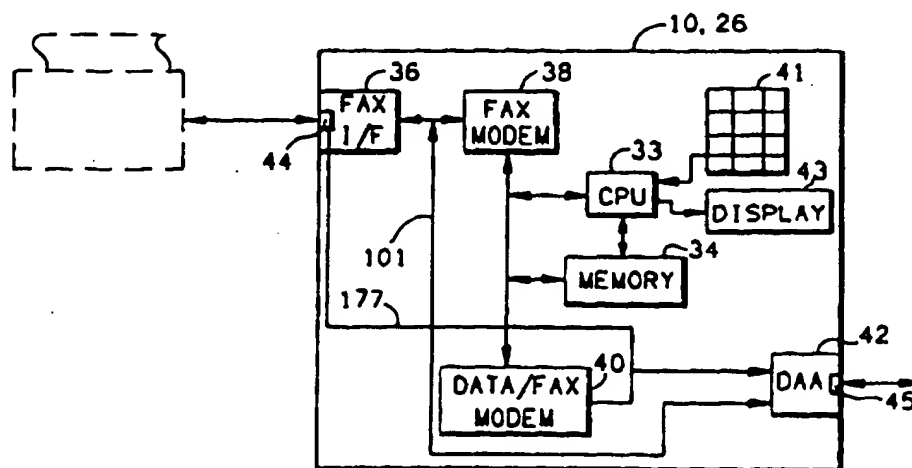 10, 26
36
38
41
FAX
I/F
FAX
MODEM
44
33
CPU
43
DISPLAY
101
34
MEMORY
177
42
40
DATA/FAX
MODEM
DAA
45